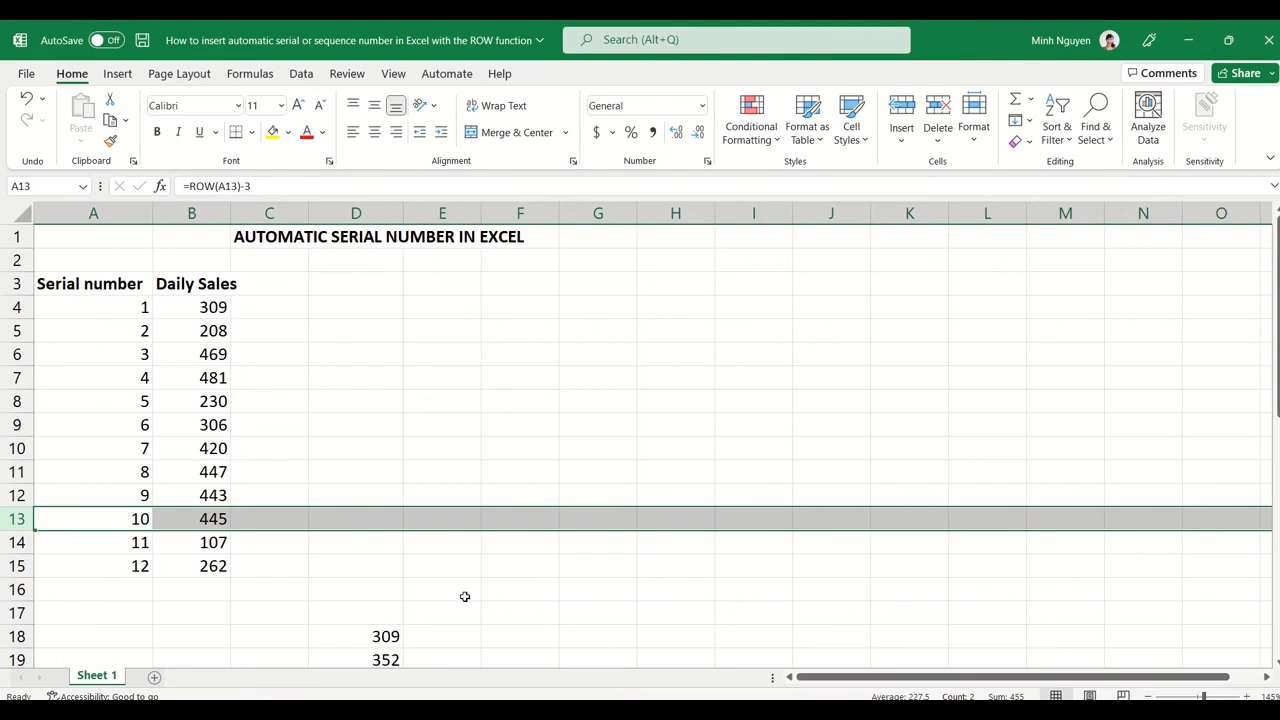 AutoSave Off How to insert automatic serial or sequence number in Excel with the ROW function Search (Alt+Q) Minh Nguyen
File Home Insert Page Layout Formulas Data Review View Automate Help Comments Share
Paste Calibri 11 Wrap Text General Conditional Formatting Format as Table Cell Styles Insert Delete Format Sort & Filter Find & Select Analyze Data Sensitivity
B I U Merge & Center $ % 9
Undo Clipboard Font Alignment Number Styles Cells Editing Analysis Sensitivity
A13 fx =ROW(A13)-3
A B C D E F G H I J K L M N O
1 AUTOMATIC SERIAL NUMBER IN EXCEL
2
3 Serial number Daily Sales
4 1 309
5 2 208
6 3 469
7 4 481
8 5 230
9 6 306
10 7 420
11 8 447
12 9 443
13 10 445
14 11 107
15 12 262
16
17
18 309
19 352
Sheet 1
Ready Accessibility: Good to go Average: 227.5 Count: 2 Sum: 455 145%